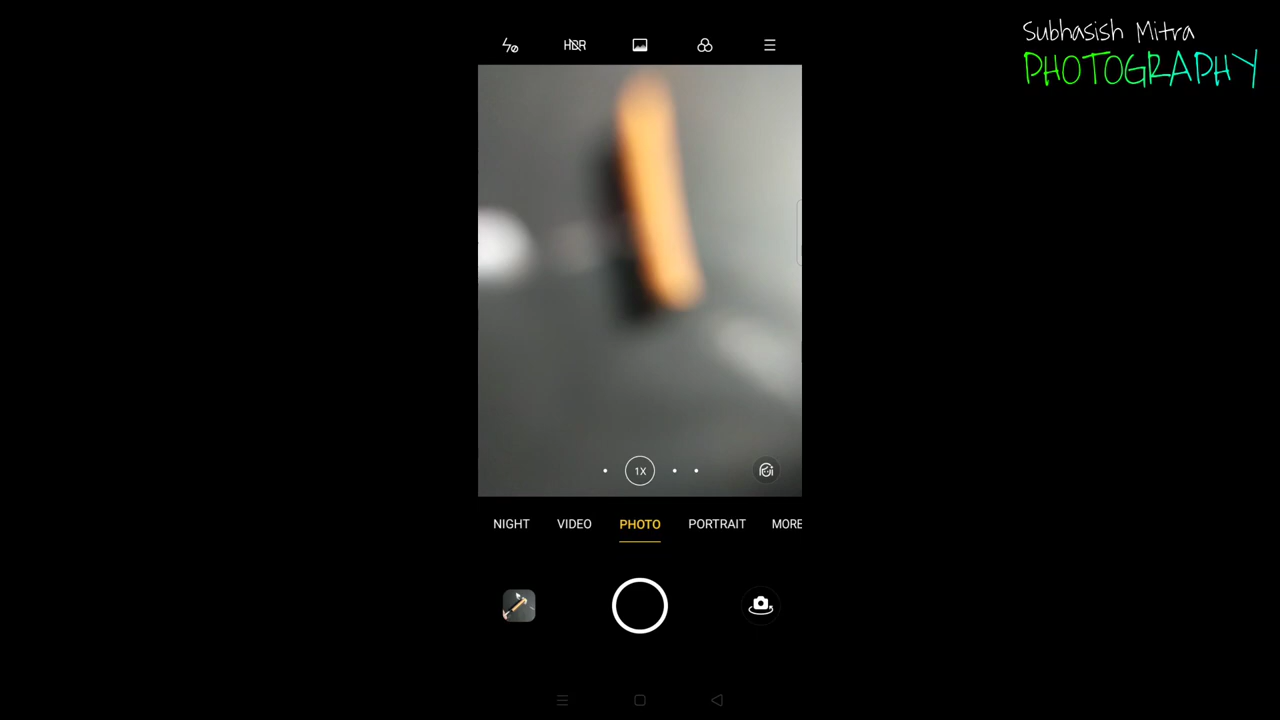 Subhasish Mitra
PHOTOGRAPHY
HDR
1X
NIGHT VIDEO PHOTO PORTRAIT MORE